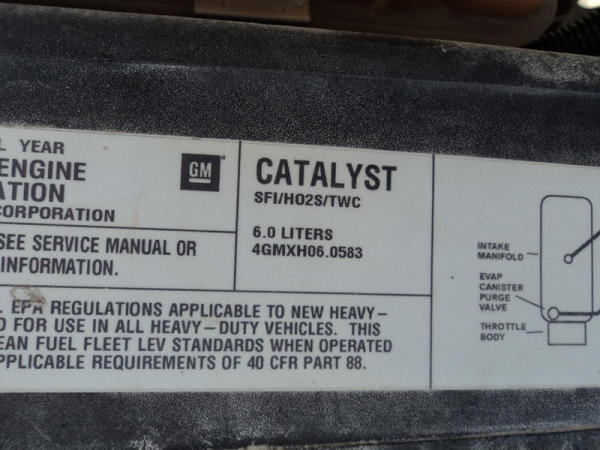 L YEAR
ENGINE
ATION
CORPORATION
GM
SEE SERVICE MANUAL OR
INFORMATION.
CATALYST
SFI/HO2S/TWC
6.0 LITERS
4GMXH06.0583
. EPA REGULATIONS APPLICABLE TO NEW HEAVY-
D FOR USE IN ALL HEAVY-DUTY VEHICLES. THIS
EAN FUEL FLEET LEV STANDARDS WHEN OPERATED
PPLICABLE REQUIREMENTS OF 40 CFR PART 88.
INTAKE
MANIFOLD
EVAP
CANISTER
PURGE
VALVE
THROTTLE
BODY